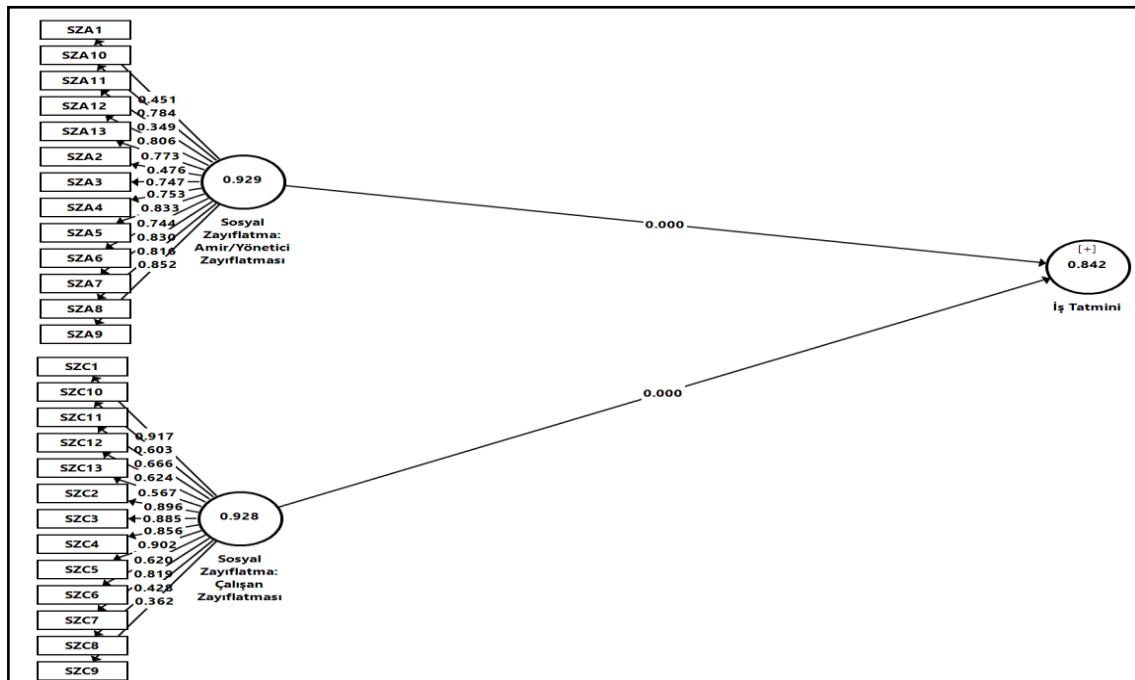 SZA1
SZA10
SZA11
SZA12
SZA13
SZA2
SZA3
SZA4
SZA5
SZA6
SZA7
SZA8
SZA9
0.451
0.784
0.349
0.806
0.773
0.476
0.747
0.753
0.833
0.744
0.830
0.816
0.852
0.929
Sosyal
Zayıflatma:
Amir/Yönetici
Zayıflatması
0.000
[+]
0.842
İş Tatmini
0.000
SZC1
SZC10
SZC11
SZC12
SZC13
SZC2
SZC3
SZC4
SZC5
SZC6
SZC7
SZC8
SZC9
0.917
0.603
0.666
0.624
0.567
0.896
0.885
0.856
0.902
0.620
0.819
0.428
0.362
0.928
Sosyal
Zayıflatma:
Çalışan
Zayıflatması